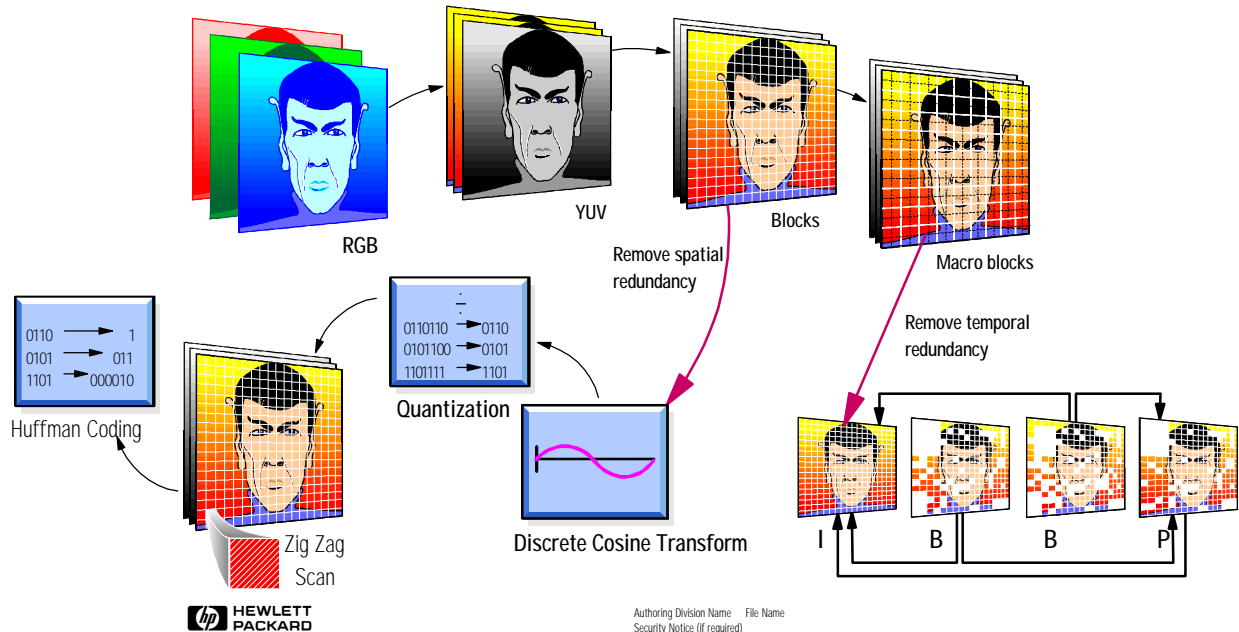 RGB
YUV
Blocks
Macro blocks
Remove spatial
redundancy
Remove temporal
redundancy
0110 1
0101 011
1101 000010
Huffman Coding
÷
0110110 0110
0101100 0101
1101111 1101
Quantization
Discrete Cosine Transform
Zig Zag
Scan
I B B P
hp HEWLETT
PACKARD
Authoring Division Name File Name
Security Notice (if required)